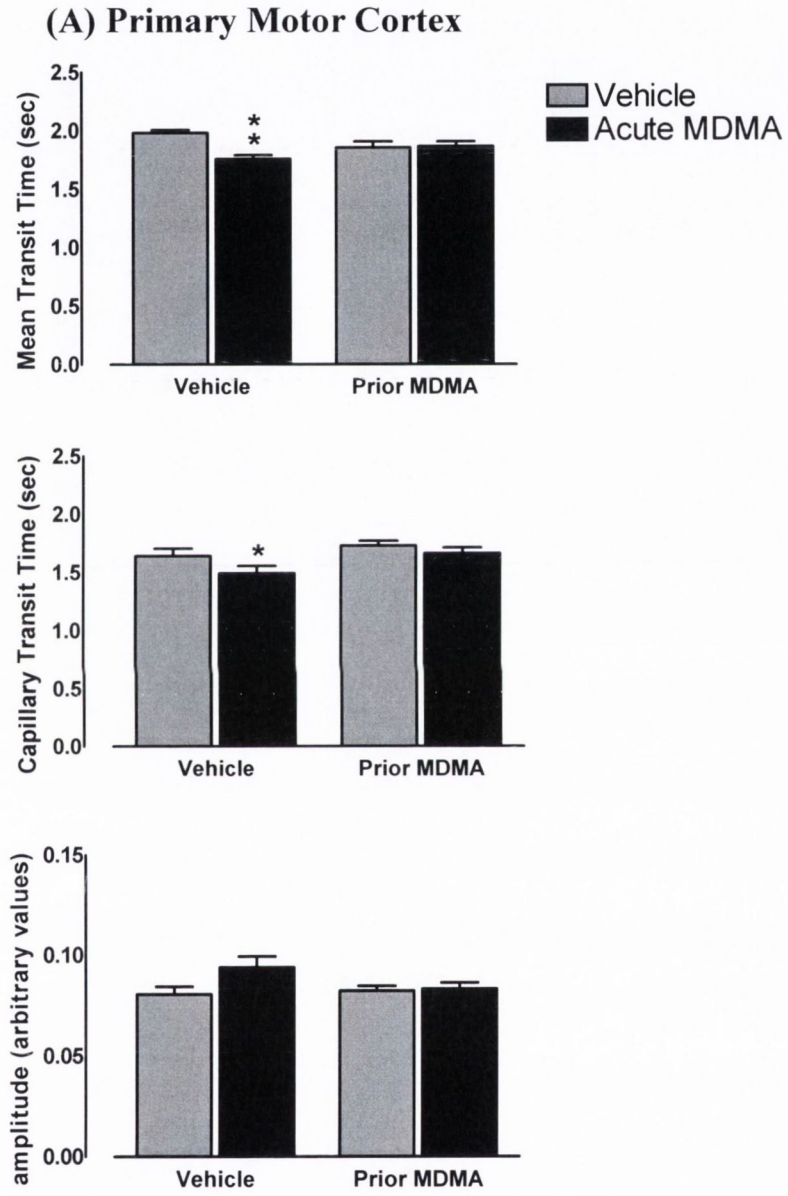 (A) Primary Motor Cortex
Mean Transit Time (sec)
2.5
2.0
1.5
1.0
0.5
0.0
**
Vehicle
Prior MDMA
Vehicle
Acute MDMA
Capillary Transit Time (sec)
2.5
2.0
1.5
1.0
0.5
0.0
*
Vehicle
Prior MDMA
amplitude (arbitrary values)
0.15
0.10
0.05
0.00
Vehicle
Prior MDMA